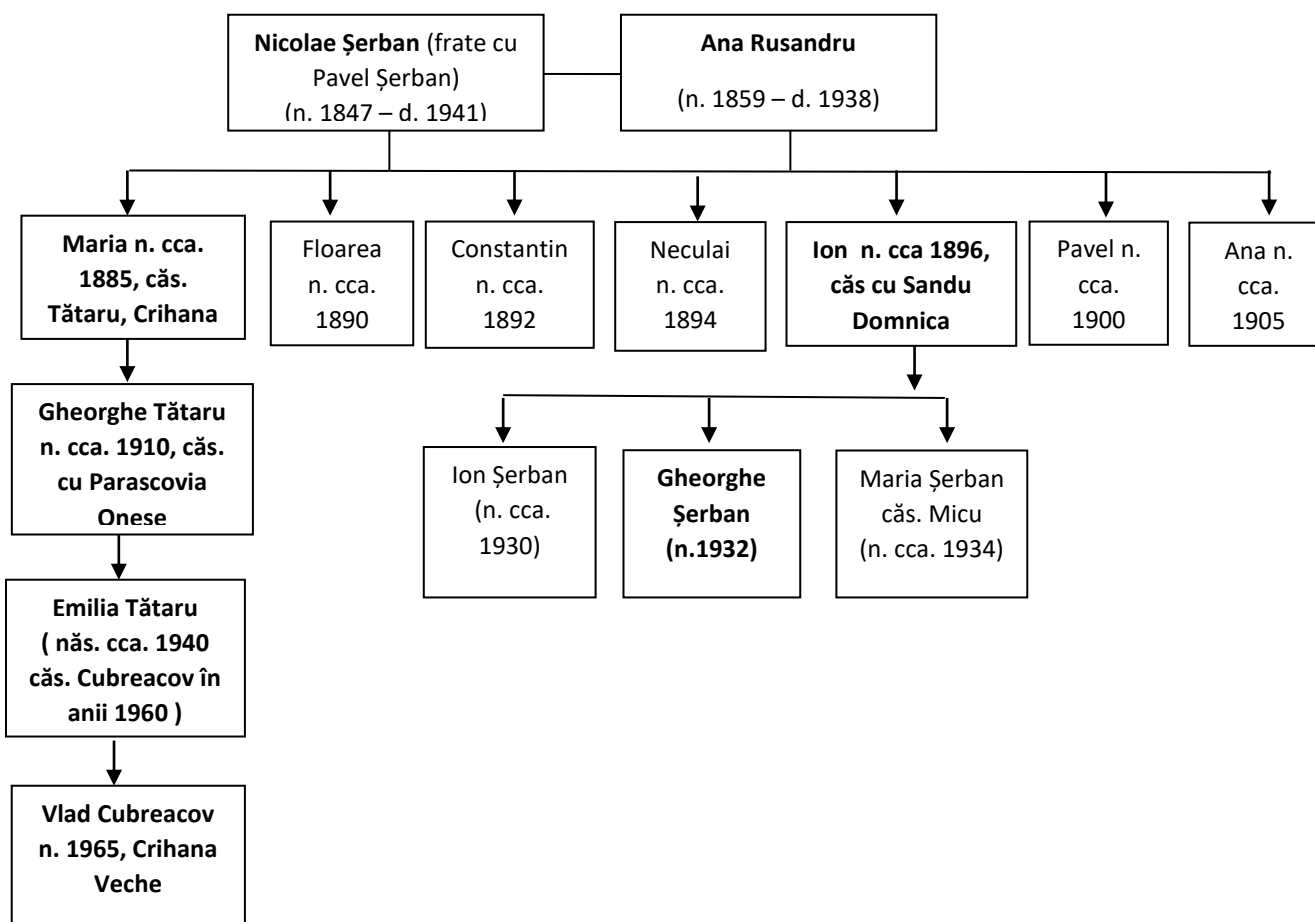 Nicolae Șerban (frate cu
Pavel Șerban)
(n. 1847 – d. 1941)
Ana Rusandru
(n. 1859 – d. 1938)
Maria n. cca.
1885, căs.
Tătaru, Crihana
Floarea
n. cca.
1890
Constantin
n. cca.
1892
Neculai
n. cca.
1894
Ion n. cca 1896,
căs cu Sandu
Domnica
Pavel n.
cca.
1900
Ana n.
cca.
1905
Gheorghe Tătaru
n. cca. 1910, căs.
cu Parascovia
Onese
Ion Șerban
(n. cca.
1930)
Gheorghe
Șerban
(n.1932)
Maria Șerban
căs. Micu
(n. cca. 1934)
Emilia Tătaru
( năs. cca. 1940
căs. Cubreacov în
anii 1960 )
Vlad Cubreacov
n. 1965, Crihana
Veche